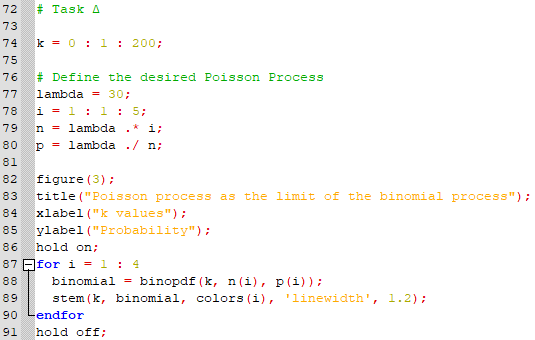 72 # Task Δ
73
74 k = 0 : 1 : 200;
75
76 # Define the desired Poisson Process
77 lambda = 30;
78 i = 1 : 1 : 5;
79 n = lambda .* i;
80 p = lambda ./ n;
81
82 figure(3);
83 title("Poisson process as the limit of the binomial process");
84 xlabel("k values");
85 ylabel("Probability");
86 hold on;
87 for i = 1 : 4
88 binomial = binopdf(k, n(i), p(i));
89 stem(k, binomial, colors(i), 'linewidth', 1.2);
90 endfor
91 hold off;